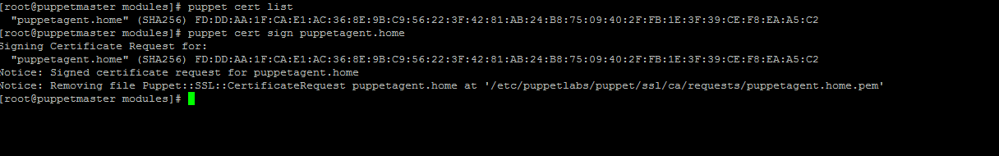 [root@puppetmaster modules]# puppet cert list
  "puppetagent.home" (SHA256) FD:DD:AA:1F:CA:E1:AC:36:8E:9B:C9:56:22:3F:42:81:AB:24:B8:75:09:40:2F:FB:1E:3F:39:CE:F8:EA:A5:C2
[root@puppetmaster modules]# puppet cert sign puppetagent.home
Signing Certificate Request for:
  "puppetagent.home" (SHA256) FD:DD:AA:1F:CA:E1:AC:36:8E:9B:C9:56:22:3F:42:81:AB:24:B8:75:09:40:2F:FB:1E:3F:39:CE:F8:EA:A5:C2
Notice: Signed certificate request for puppetagent.home
Notice: Removing file Puppet::SSL::CertificateRequest puppetagent.home at '/etc/puppetlabs/puppet/ssl/ca/requests/puppetagent.home.pem'
[root@puppetmaster modules]#